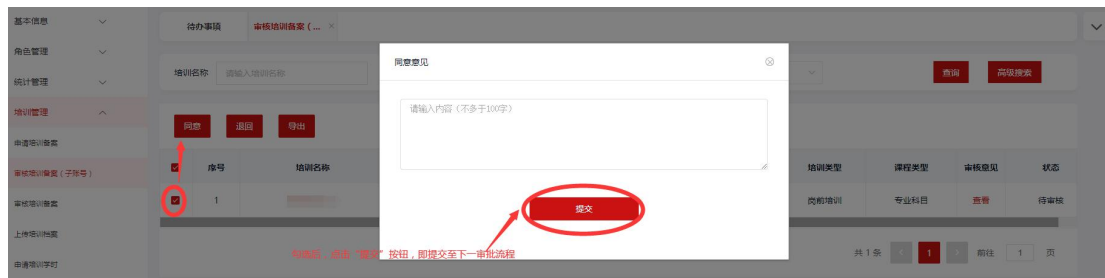 基本信息
待办事项
审核培训备案（... ×
角色管理
统计管理
培训名称
请输入培训名称
查询
高级搜索
培训管理
同意
退回
导出
申请培训备案
审核培训备案（子账号）
审核培训备案
上传培训档案
申请培训学时
同意意见
请输入内容（不多于100字）
提交
序号
培训名称
培训类型
课程类型
审核意见
状态
1
岗前培训
专业科目
查看
待审核
点击“提交”按钮，即提交至下一审批流程
共1条
1
前往
1
页